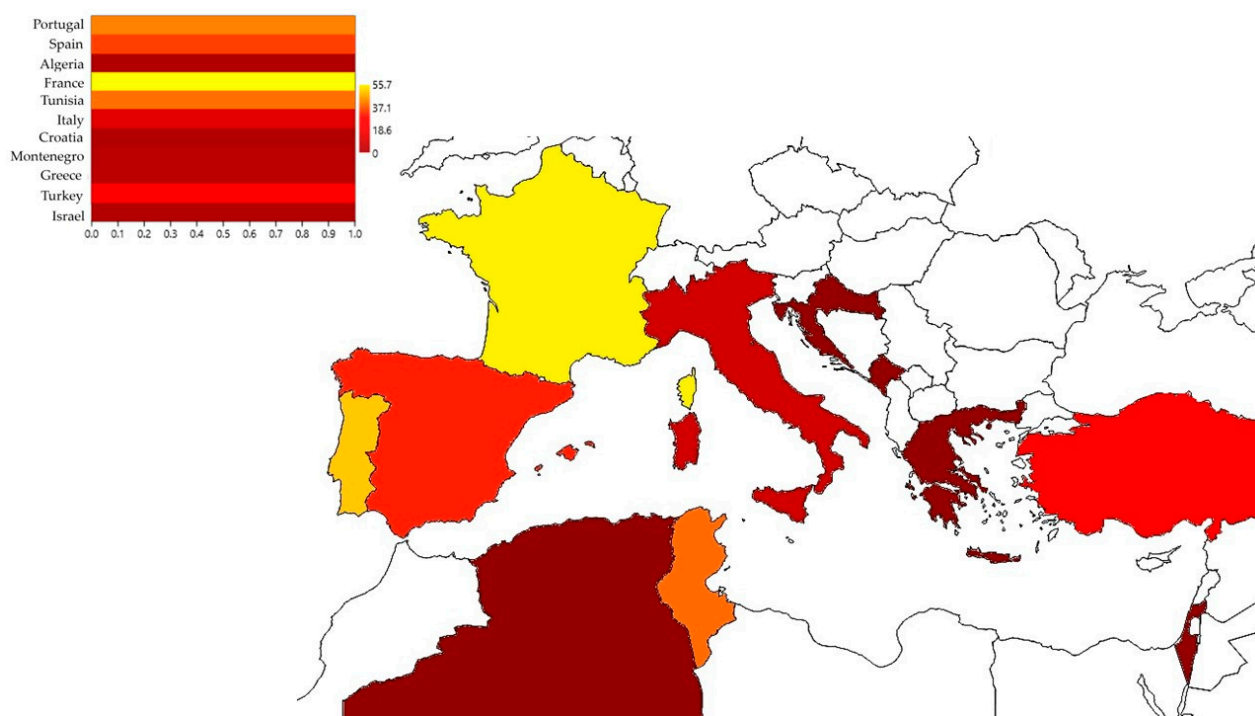 Portugal
Spain
Algeria
France
Tunisia
Italy
Croatia
Montenegro
Greece
Turkey
Israel
55.7
37.1
18.6
0
0.0 0.1 0.2 0.3 0.4 0.5 0.6 0.7 0.8 0.9 1.0